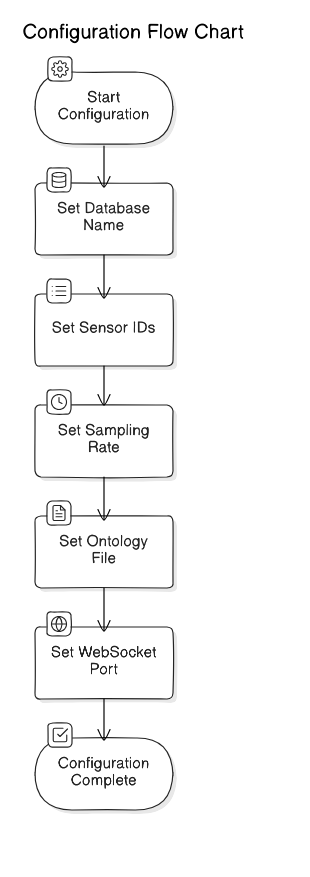 Configuration Flow Chart
Start
Configuration
Set Database
Name
Set Sensor IDs
Set Sampling
Rate
Set Ontology
File
Set WebSocket
Port
Configuration
Complete